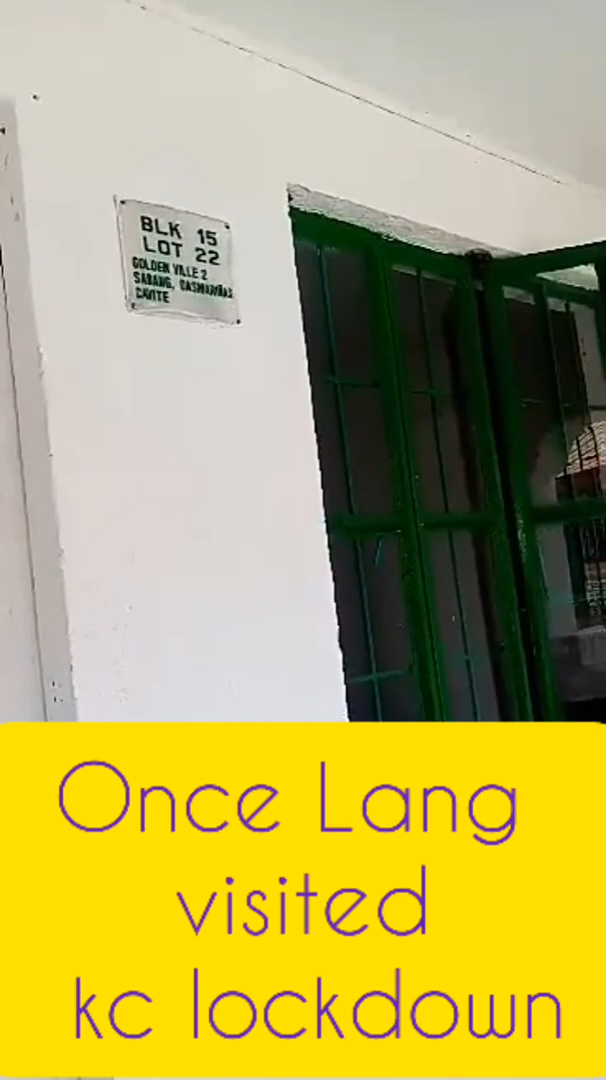 BLK 15
LOT 22
GOLDEN VILLE 2
SABANG, DASMARIÑAS
CAVITE
Once Lang
visited
kc lockdown